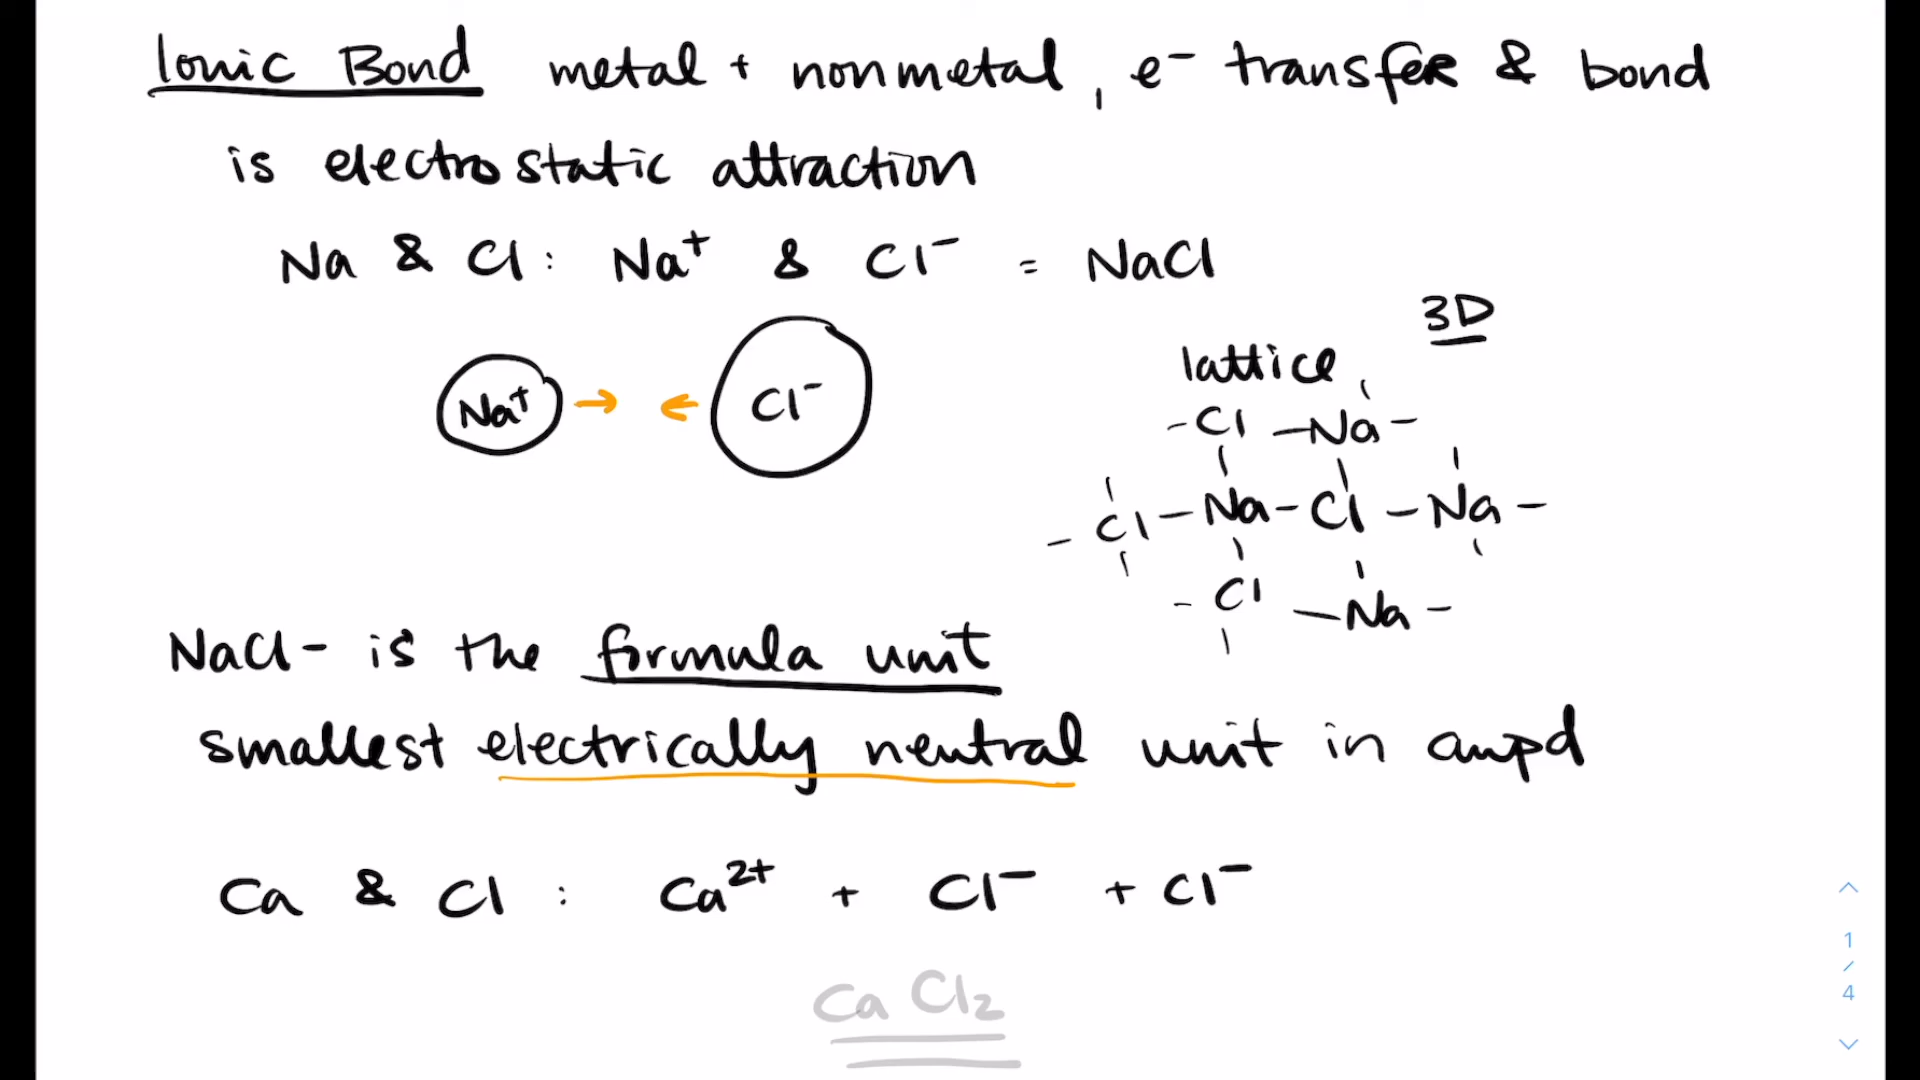 Ionic Bond metal + nonmetal, e⁻ transfer & bond
is electrostatic attraction
Na & Cl: Na⁺ & Cl⁻ = NaCl
3D
lattice
Na⁺ → ← Cl⁻
-Cl -Na-
- Cl - Na - Cl - Na -
- Cl - Na -
NaCl - is the formula unit
smallest electrically neutral unit in cmpd
Ca & Cl : Ca²⁺ + Cl⁻ + Cl⁻
CaCl₂
1
/
4